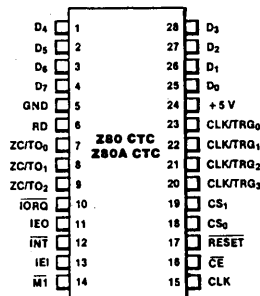 D4 1 28 D3
D5 2 27 D2
D6 3 26 D1
D7 4 25 D0
GND 5 24 +5 V
RD 6 23 CLK/TRG0
ZC/TO0 7 22 CLK/TRG1
ZC/TO1 8 21 CLK/TRG2
ZC/TO2 9 20 CLK/TRG3
IORQ 10 19 CS1
IEO 11 18 CS0
INT 12 17 RESET
IEI 13 16 CE
M1 14 15 CLK
Z80 CTC
Z80A CTC